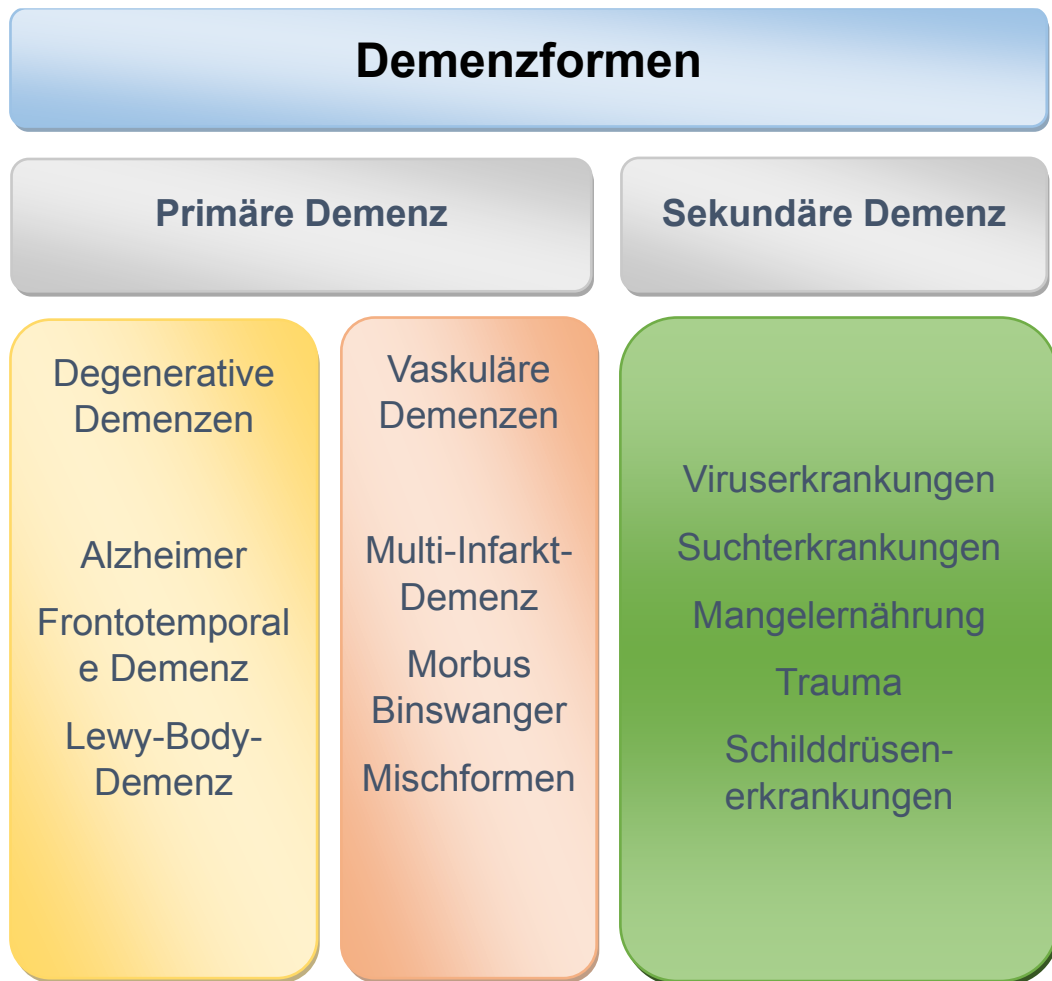 Demenzformen
Primäre Demenz
Sekundäre Demenz
Degenerative
Demenzen
Alzheimer
Frontotemporal
e Demenz
Lewy-Body-
Demenz
Vaskuläre
Demenzen
Multi-Infarkt-
Demenz
Morbus
Binswanger
Mischformen
Viruserkrankungen
Suchterkrankungen
Mangelernährung
Trauma
Schilddrüsen-
erkrankungen